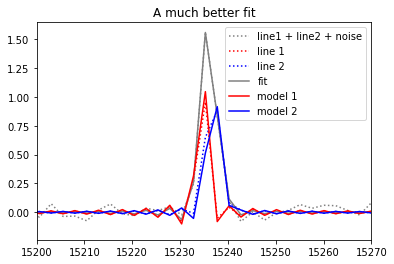 A much better fit
line1 + line2 + noise
line 1
line 2
fit
model 1
model 2
1.50
1.25
1.00
0.75
0.50
0.25
0.00
15200 15210 15220 15230 15240 15250 15260 15270